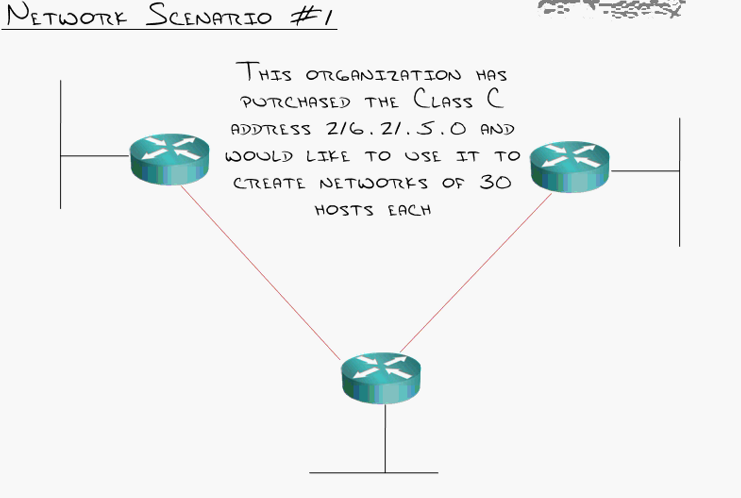 Network Scenario #1
This organization has
purchased the Class C
address 216.21.5.0 and
would like to use it to
create networks of 30
hosts each